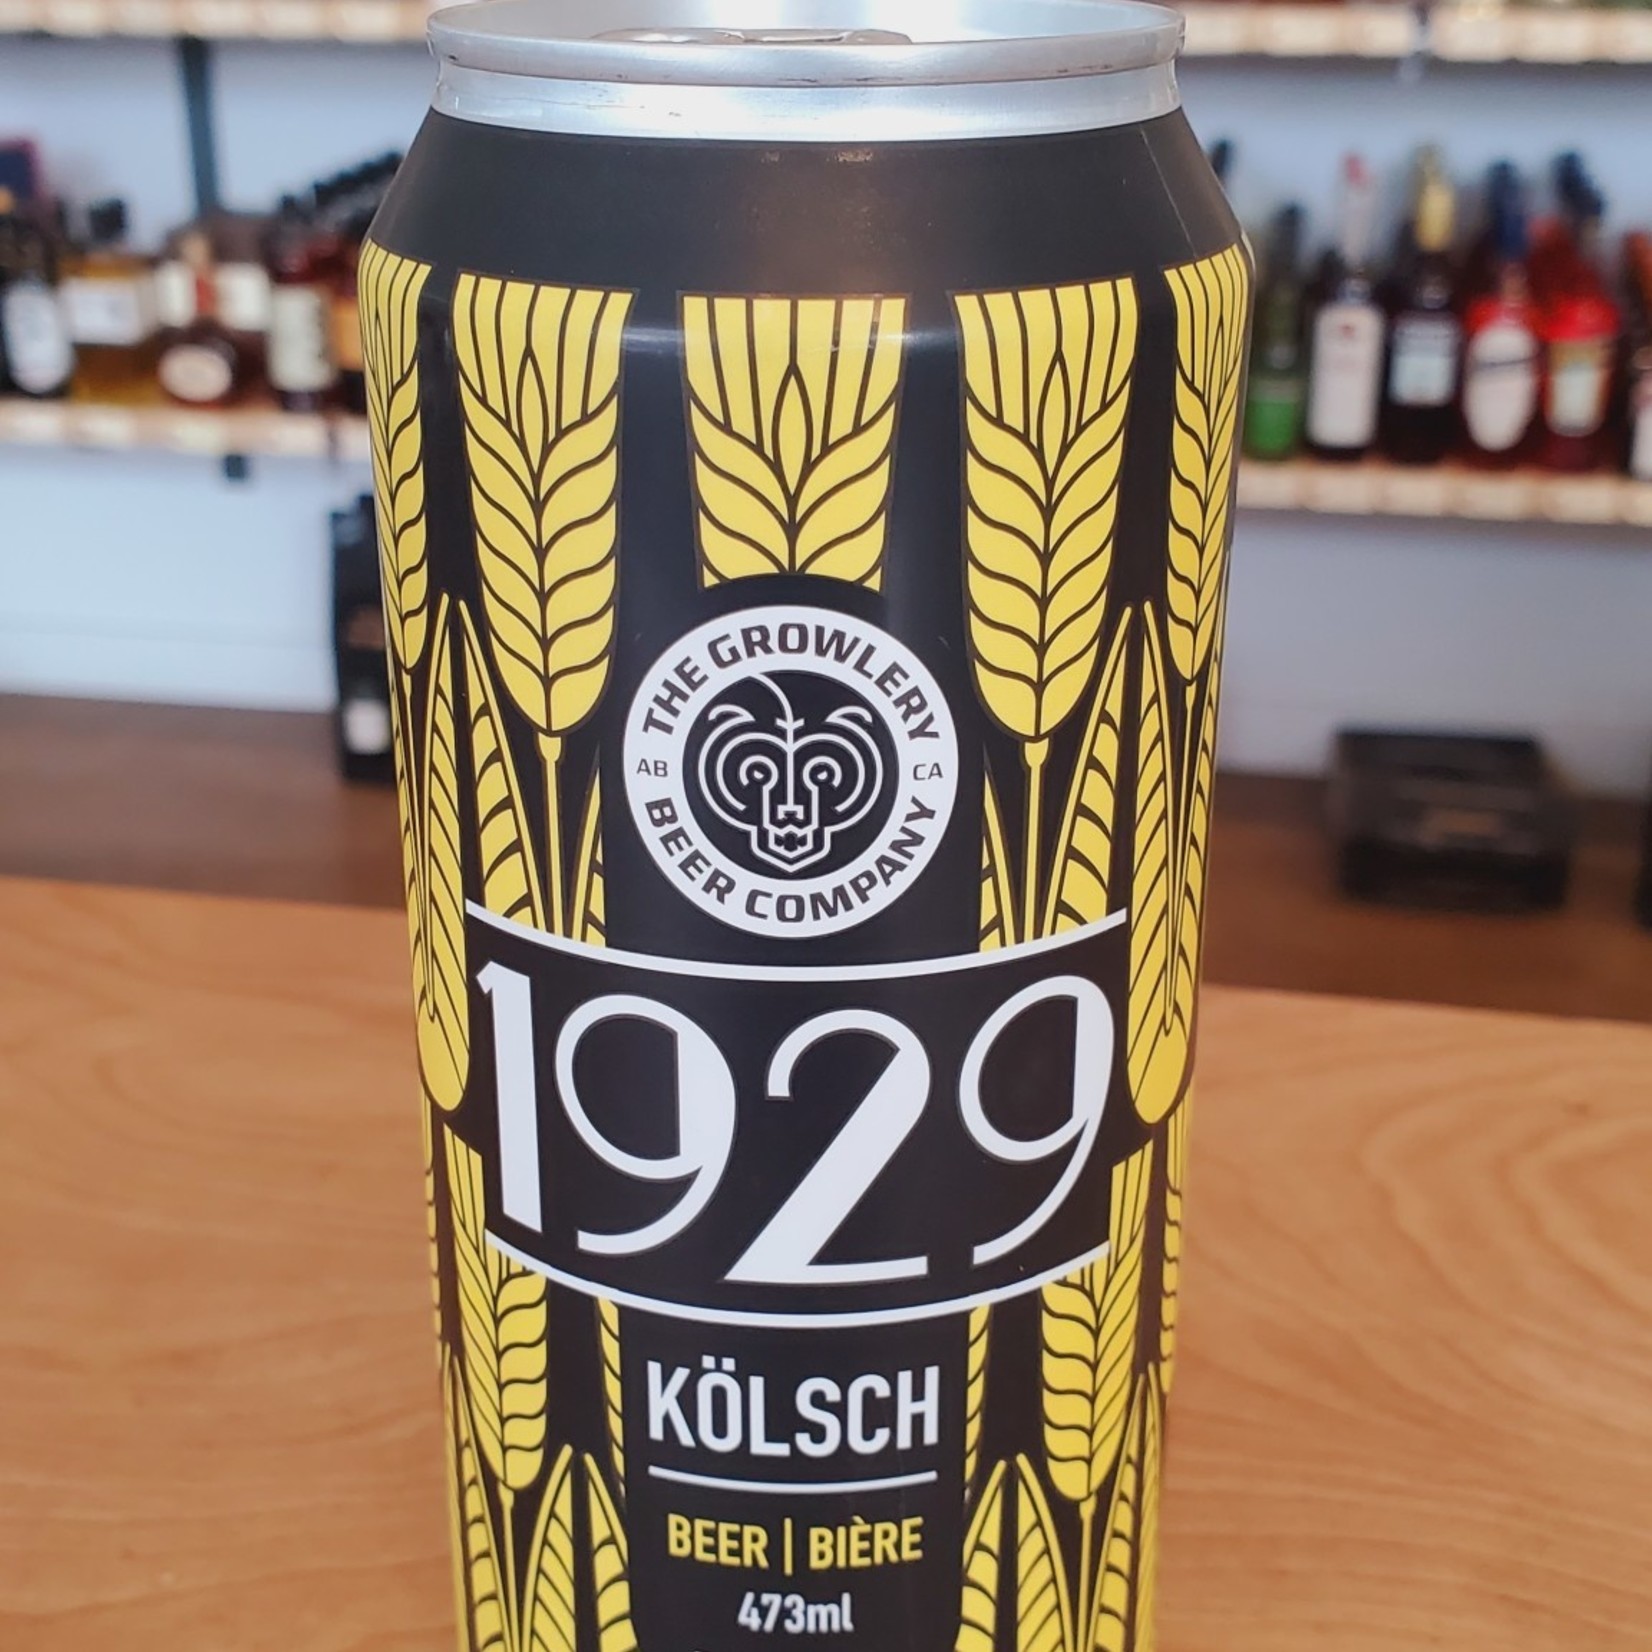 THE GROWLERY
AB CA
BEER COMPANY
1929
KÖLSCH
BEER | BIÈRE
473ml